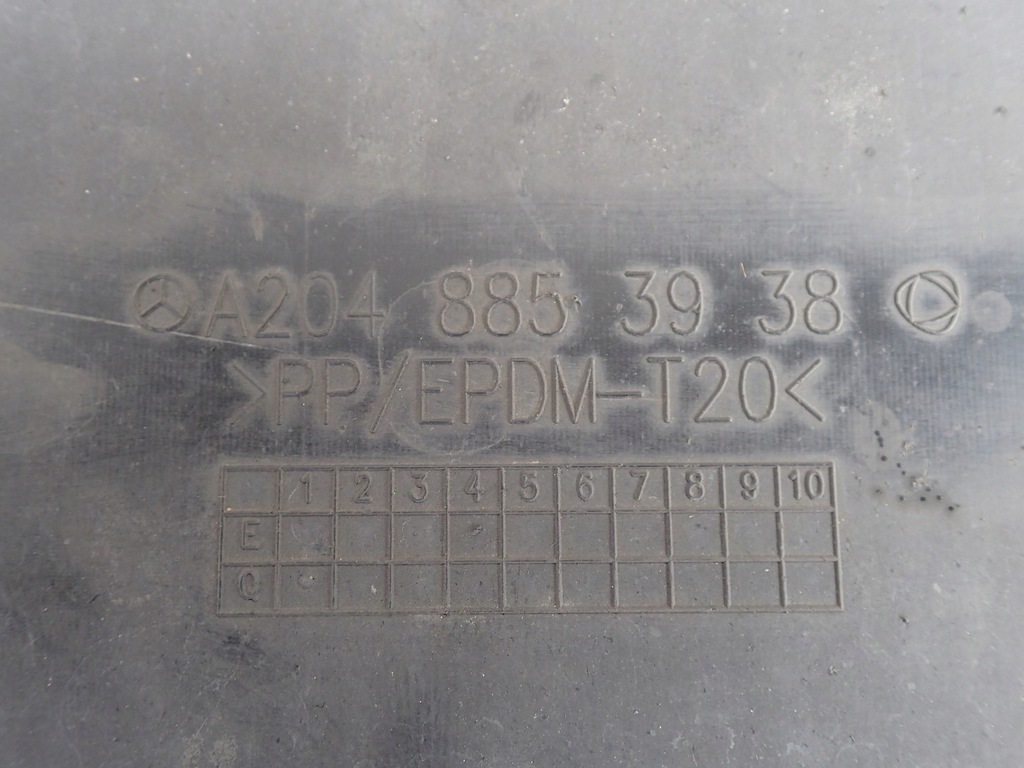 A204 885 39 38
>PP/EPDM-T20<
1 2 3 4 5 6 7 8 9 10
E
Q